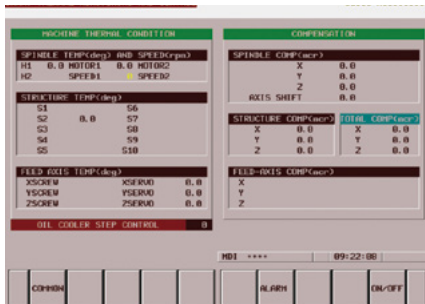 MACHINE THERMAL CONDITION
SPINDLE TEMP(deg) AND SPEED(rpm)
H1 0.0 MOTOR1 0.0 MOTOR2
H2 SPEED1 0 SPEED2
STRUCTURE TEMP(deg)
S1 S6
S2 0.0 S7
S3 S8
S4 S9
S5 S10
FEED AXIS TEMP(deg)
XSCREW XSERVO 0.0
YSCREW YSERVO 0.0
ZSCREW ZSERVO 0.0
OIL COOLER STEP CONTROL 0
COMPENSATION
SPINDLE COMP(mcr)
X 0.0
Y 0.0
Z 0.0
AXIS SHIFT 0.0
STRUCTURE COMP(mcr) TOTAL COMP(mcr)
X 0.0 X 0.0
Y 0.0 Y 0.0
Z 0.0 Z 0.0
FEED-AXIS COMP(mcr)
X
Y
Z
MDI **** 09:22:08
COMMON ALARM ON/OFF